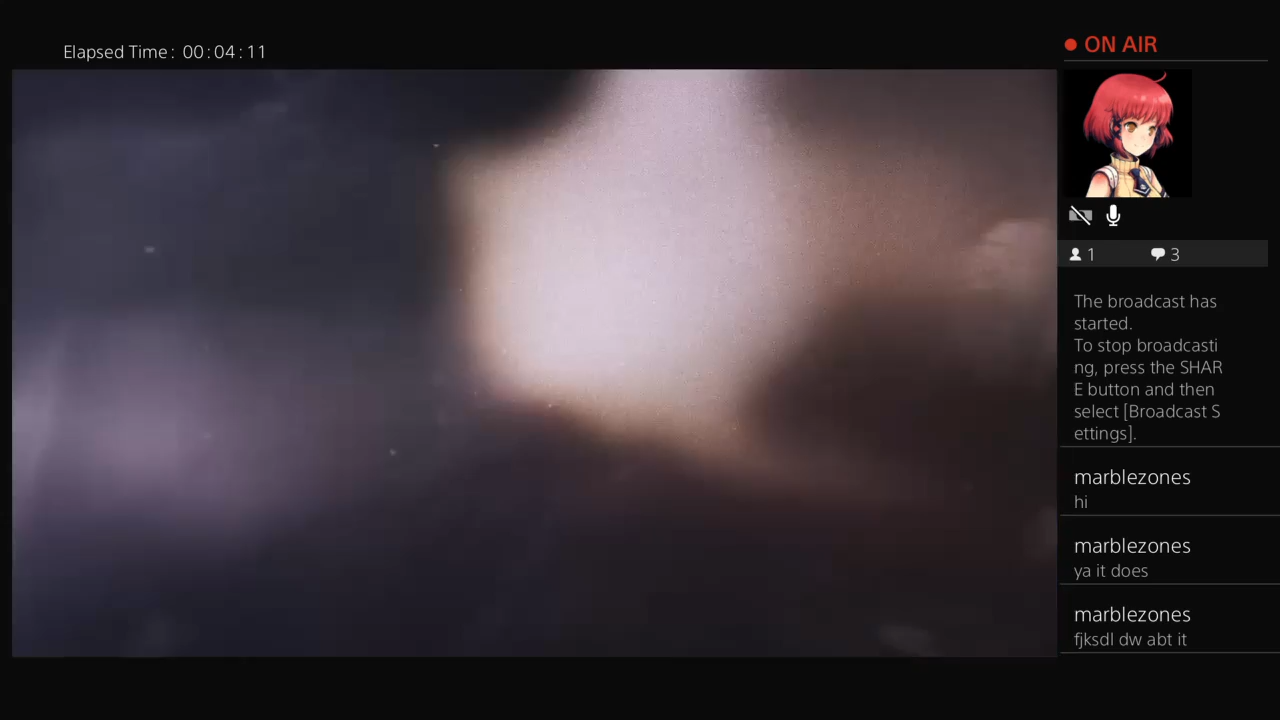 Elapsed Time: 00:04:11
ON AIR
1 3
The broadcast has
started.
To stop broadcasti
ng, press the SHAR
E button and then
select [Broadcast S
ettings].
marblezones
hi
marblezones
ya it does
marblezones
fjksdl dw abt it